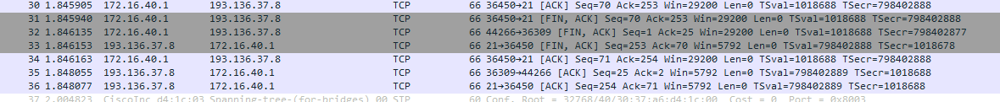 30 1.845905 172.16.40.1 193.136.37.8 TCP 66 36450→21 [ACK] Seq=70 Ack=253 Win=29200 Len=0 TSval=1018688 TSecr=798402888
31 1.845940 172.16.40.1 193.136.37.8 TCP 66 36450→21 [FIN, ACK] Seq=70 Ack=253 Win=29200 Len=0 TSval=1018688 TSecr=798402888
32 1.846135 172.16.40.1 193.136.37.8 TCP 66 44266→36309 [FIN, ACK] Seq=1 Ack=25 Win=29200 Len=0 TSval=1018688 TSecr=798402877
33 1.846153 193.136.37.8 172.16.40.1 TCP 66 21→36450 [FIN, ACK] Seq=253 Ack=70 Win=5792 Len=0 TSval=798402888 TSecr=1018678
34 1.846163 172.16.40.1 193.136.37.8 TCP 66 36450→21 [ACK] Seq=71 Ack=254 Win=29200 Len=0 TSval=1018688 TSecr=798402888
35 1.848055 193.136.37.8 172.16.40.1 TCP 66 36309→44266 [ACK] Seq=25 Ack=2 Win=5792 Len=0 TSval=798402889 TSecr=1018688
36 1.848077 193.136.37.8 172.16.40.1 TCP 66 21→36450 [ACK] Seq=254 Ack=71 Win=5792 Len=0 TSval=798402889 TSecr=1018688
37 2.004823 CiscoInc_d4:1c:03 Spanning-tree-(for-bridges)_00 STP 60 Conf. Root = 32768/40/30:37:a6:d4:1c:00 Cost = 0 Port = 0x8003